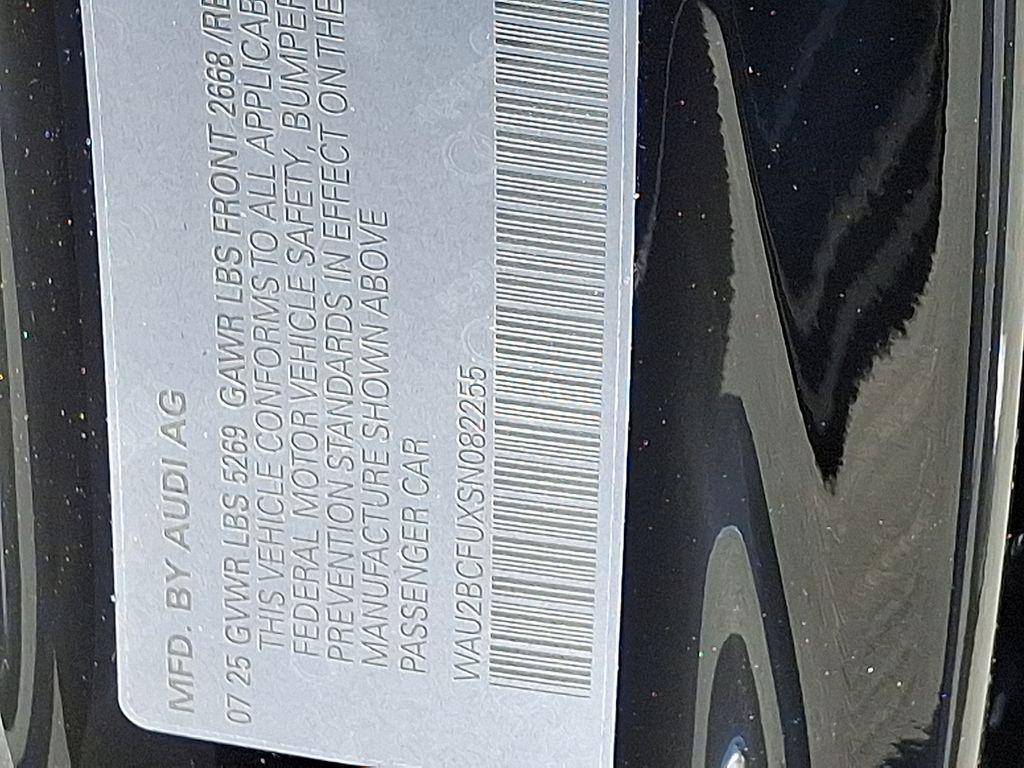 MFD. BY AUDI AG
07 25 GVWR LBS 5269 GAWR LBS FRONT 2668 /RE
THIS VEHICLE CONFORMS TO ALL APPLICAB
FEDERAL MOTOR VEHICLE SAFETY, BUMPER
PREVENTION STANDARDS IN EFFECT ON THE
MANUFACTURE SHOWN ABOVE
PASSENGER CAR
WAU2BCFUXSN082255